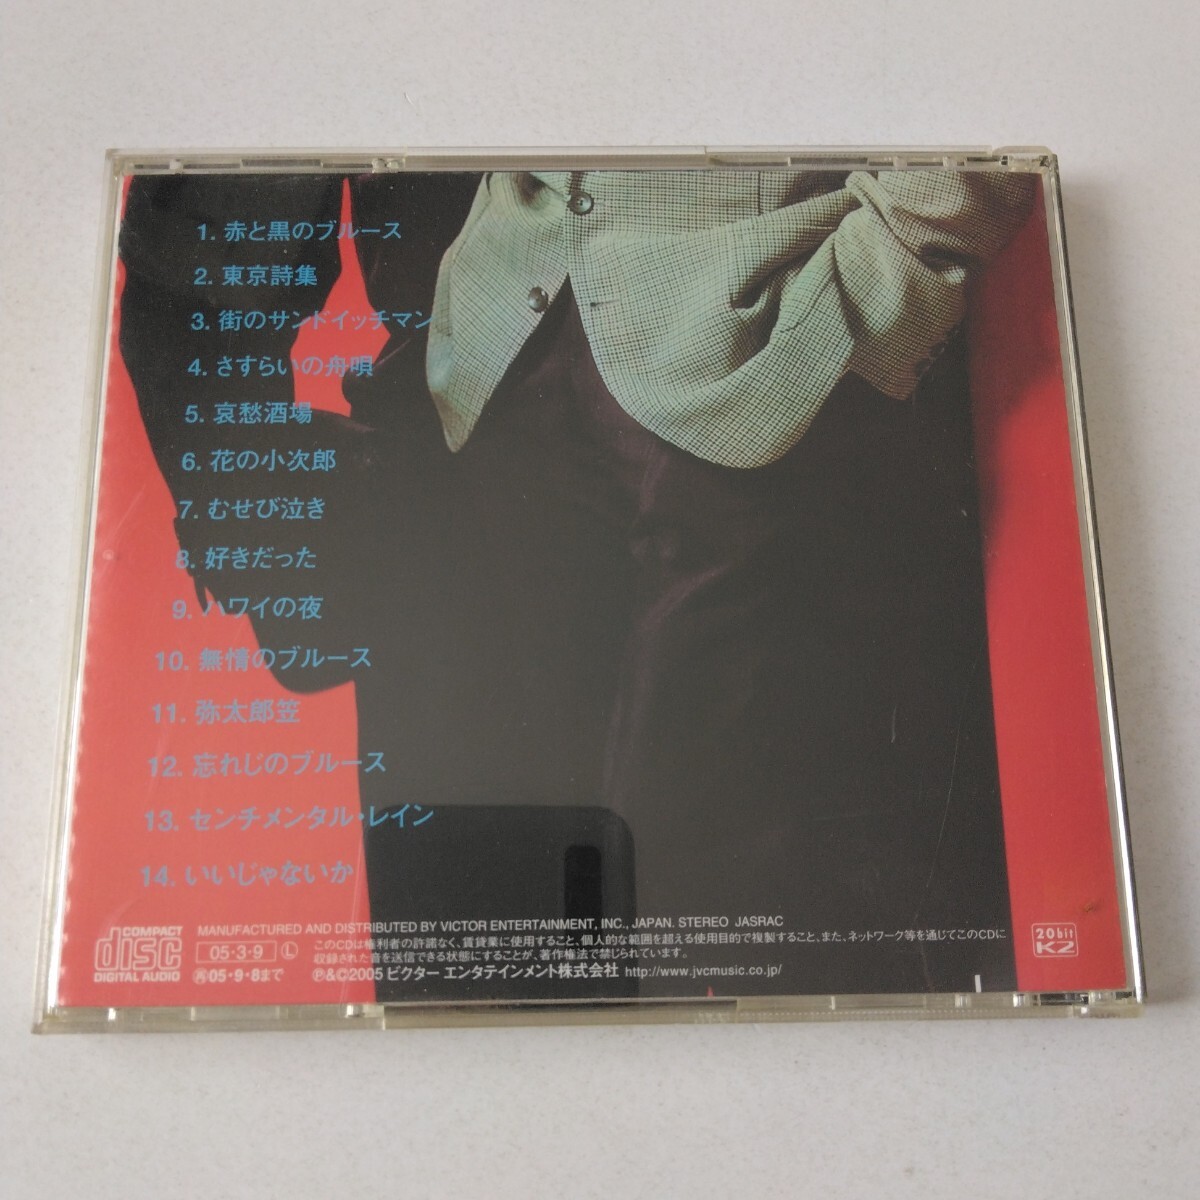 1. 赤と黒のブルース
2. 東京詩集
3. 街のサンドイッチマン
4. さすらいの舟唄
5. 哀愁酒場
6. 花の小次郎
7. むせび泣き
8. 好きだった
9. ハワイの夜
10. 無情のブルース
11. 弥太郎笠
12. 忘れじのブルース
13. センチメンタル・レイン
14. いいじゃないか
COMPACT
disc
DIGITAL AUDIO
05・3・9 Ⓛ
㋐05・9・8まで
MANUFACTURED AND DISTRIBUTED BY VICTOR ENTERTAINMENT, INC., JAPAN. STEREO JASRAC
このCDは権利者の許諾なく、賃貸業に使用すること、個人的な範囲を超える使用目的で複製すること、また、ネットワーク等を通じてこのCDに
収録された音を送信できる状態にすることが、著作権法で禁じられています。
℗&©2005 ビクター エンタテインメント株式会社 http://www.jvcmusic.co.jp/
20bit
K2